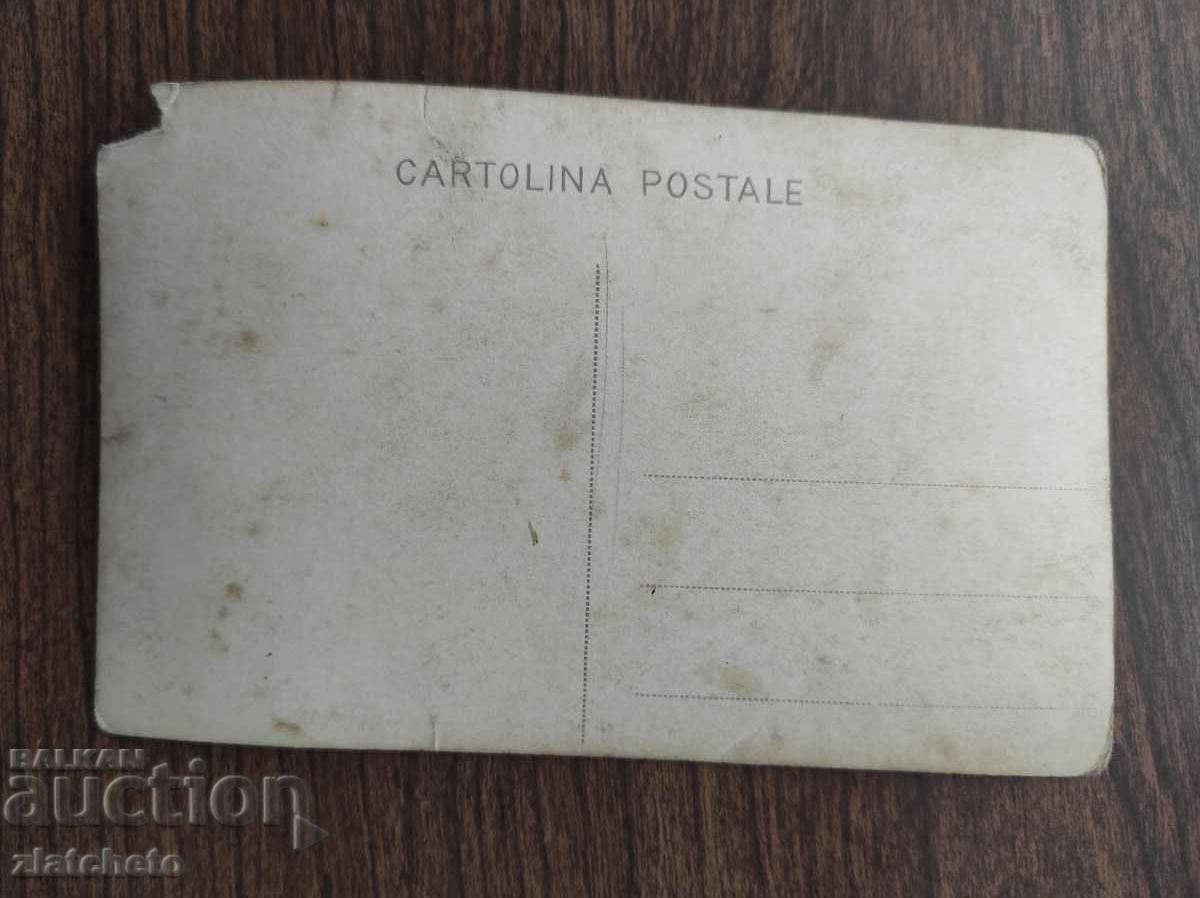 CARTOLINA POSTALE
BALKAN
auction
zlatcheto